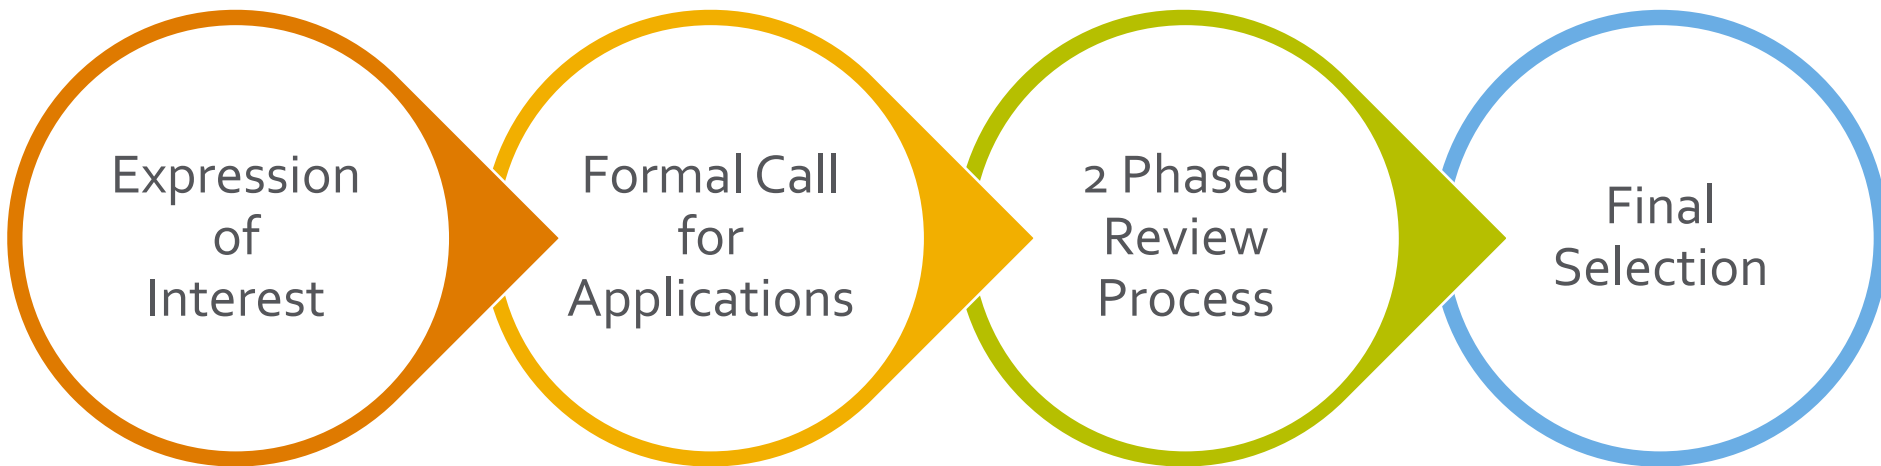 Expression
of
Interest
Formal Call
for
Applications
2 Phased
Review
Process
Final
Selection